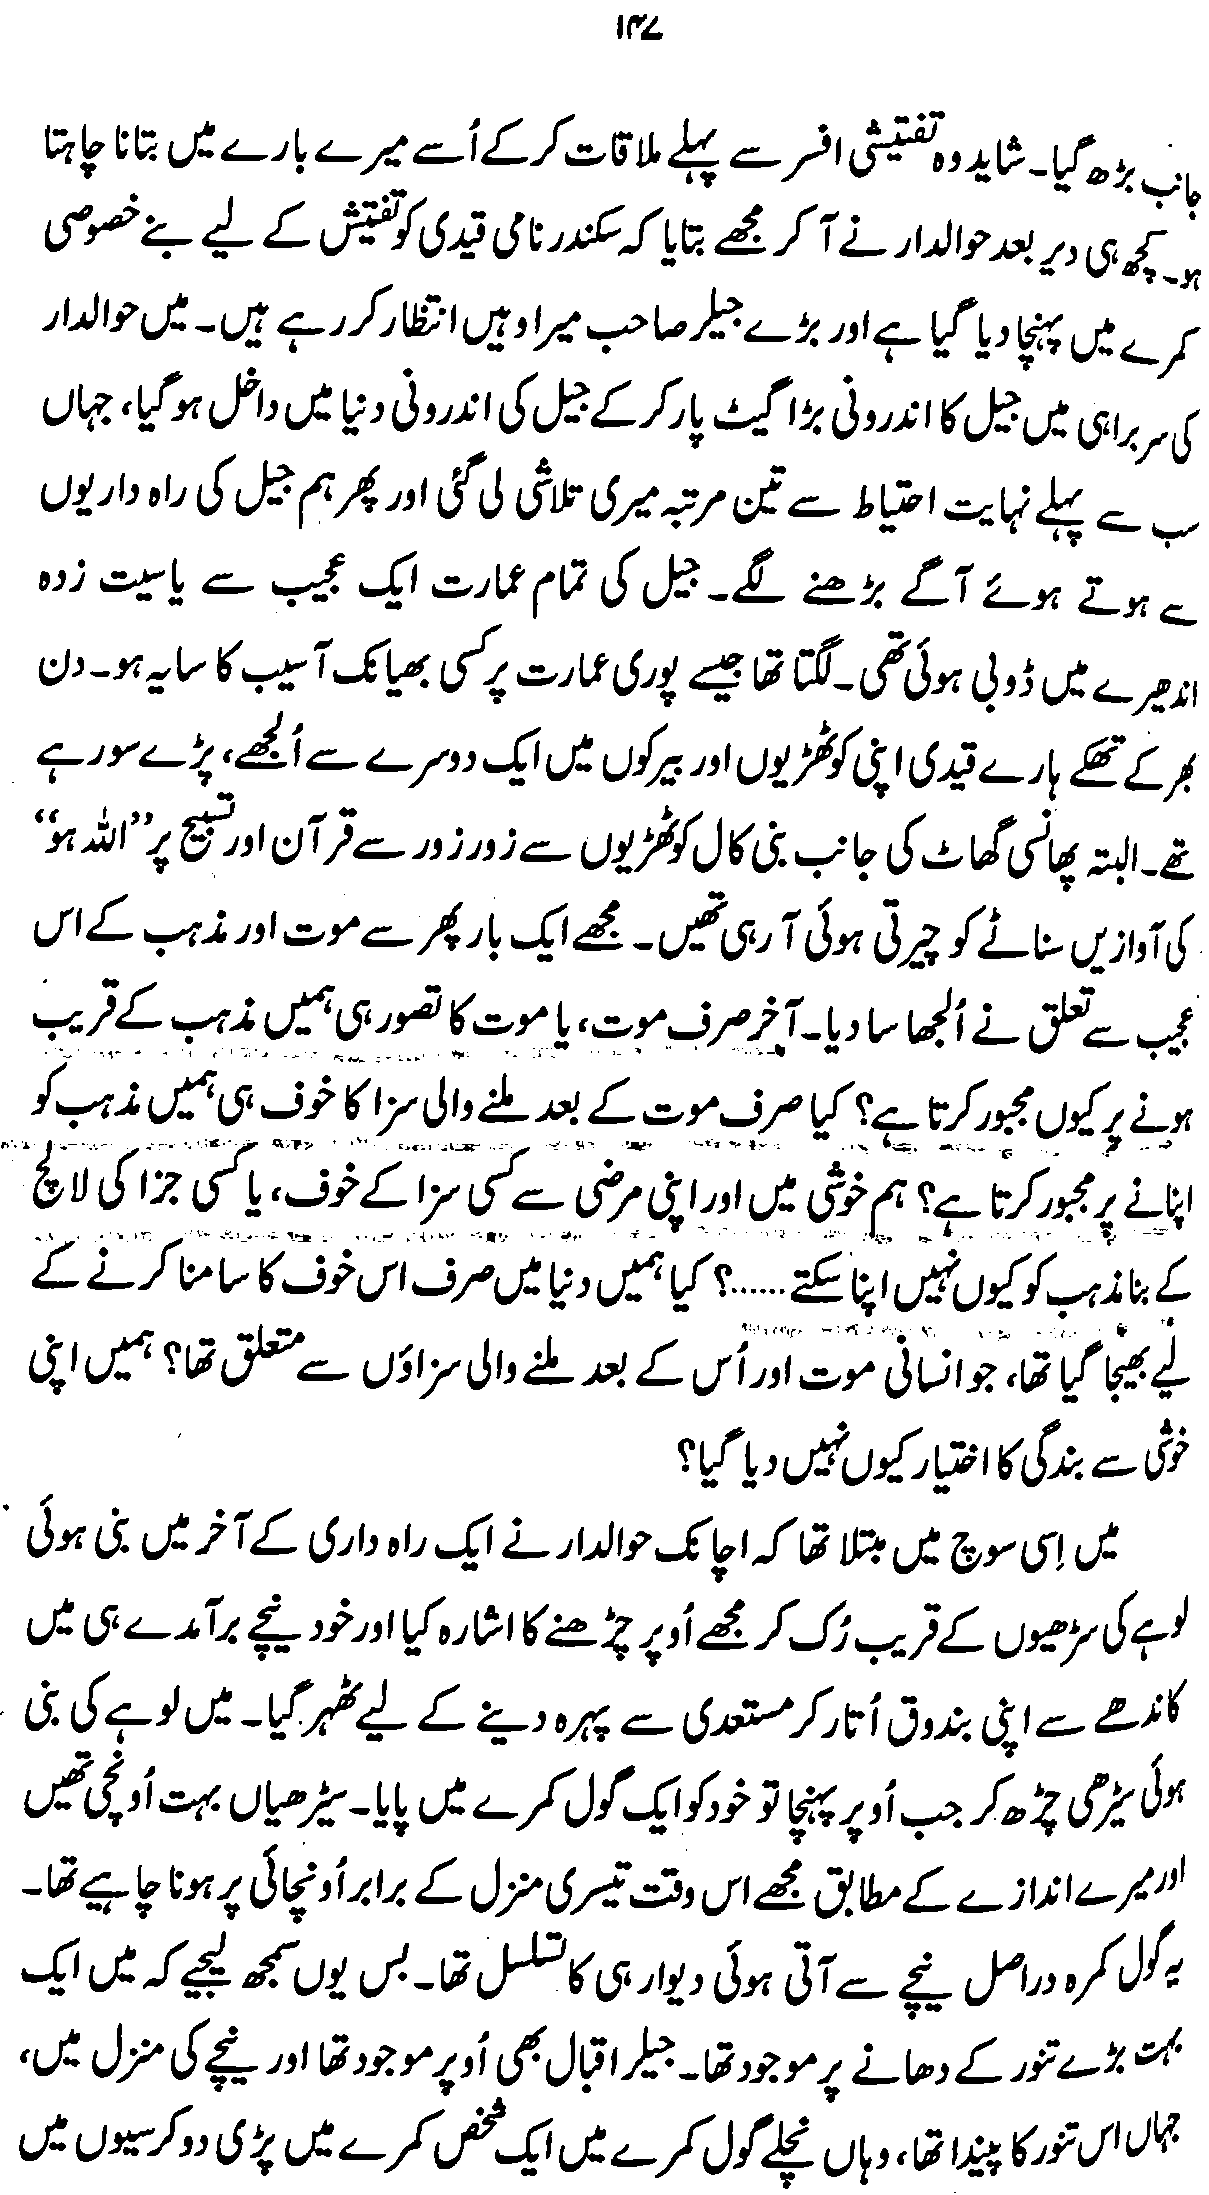 ۱۴۷
جانب بڑھ گیا۔ شاید وہ تفتیشی افسر سے پہلے ملاقات کر کے اُسے میرے بارے میں بتانا چاہتا
ہو۔ کچھ ہی دیر بعد حوالدار نے آ کر مجھے بتایا کہ سکندر نامی قیدی کو تفتیش کے لیے بنے خصوصی
کمرے میں پہنچا دیا گیا ہے اور بڑے جیلر صاحب میرا وہیں انتظار کر رہے ہیں۔ میں حوالدار
کی سربراہی میں جیل کا اندرونی بڑا گیٹ پار کر کے جیل کی اندرونی دنیا میں داخل ہو گیا، جہاں
سب سے پہلے نہایت احتیاط سے تین مرتبہ میری تلاشی لی گئی اور پھر ہم جیل کی راہ داریوں
سے ہوتے ہوئے آگے بڑھنے لگے۔ جیل کی تمام عمارت ایک عجیب سے یاسیت زدہ
اندھیرے میں ڈوبی ہوئی تھی۔ لگتا تھا جیسے پوری عمارت پر کسی بھیانک آسیب کا سایہ ہو۔ دن
بھر کے تھکے ہارے قیدی اپنی کوٹھڑیوں اور بیرکوں میں ایک دوسرے سے اُلجھے، پڑے سو رہے
تھے۔ البتہ پھانسی گھاٹ کی جانب بنی کال کوٹھڑیوں سے زور زور سے قرآن اور تسبیح پر ”اللہ ہو“
کی آوازیں سناٹے کو چیرتی ہوئی آ رہی تھیں۔ مجھے ایک بار پھر سے موت اور مذہب کے اس
عجیب سے تعلق نے اُلجھا سا دیا۔ آخر صرف موت، یا موت کا تصور ہی ہمیں مذہب کے قریب
ہونے پر کیوں مجبور کرتا ہے؟ کیا صرف موت کے بعد ملنے والی سزا کا خوف ہی ہمیں مذہب کو
اپنانے پر مجبور کرتا ہے؟ ہم خوشی میں اور اپنی مرضی سے کسی سزا کے خوف، یا کسی جزا کی لالچ
کے بنا مذہب کو کیوں نہیں اپنا سکتے......؟ کیا ہمیں دنیا میں صرف اس خوف کا سامنا کرنے کے
لیے بھیجا گیا تھا، جو انسانی موت اور اُس کے بعد ملنے والی سزاؤں سے متعلق تھا؟ ہمیں اپنی
خوشی سے بندگی کا اختیار کیوں نہیں دیا گیا؟
میں اِسی سوچ میں مبتلا تھا کہ اچانک حوالدار نے ایک راہ داری کے آخر میں بنی ہوئی
لوہے کی سڑھیوں کے قریب رُک کر مجھے اُوپر چڑھنے کا اشارہ کیا اور خود نیچے برآمدے ہی میں
کاندھے سے اپنی بندوق اُتار کر مستعدی سے پہرہ دینے کے لیے ٹھہر گیا۔ میں لوہے کی بنی
ہوئی سیڑھی چڑھ کر جب اُوپر پہنچا تو خود کو ایک گول کمرے میں پایا۔ سیڑھیاں بہت اُونچی تھیں
اور میرے اندازے کے مطابق مجھے اس وقت تیسری منزل کے برابر اُونچائی پر ہونا چاہیے تھا۔
یہ گول کمرہ دراصل نیچے سے آتی ہوئی دیوار ہی کا تسلسل تھا۔ بس یوں سمجھ لیجیے کہ میں ایک
بہت بڑے تنور کے دھانے پر موجود تھا۔ جیلر اقبال بھی اُوپر موجود تھا اور نیچے کی منزل میں،
جہاں اس تنور کا پیندا تھا، وہاں نچلے گول کمرے میں ایک شخص کمرے میں پڑی دو کرسیوں میں